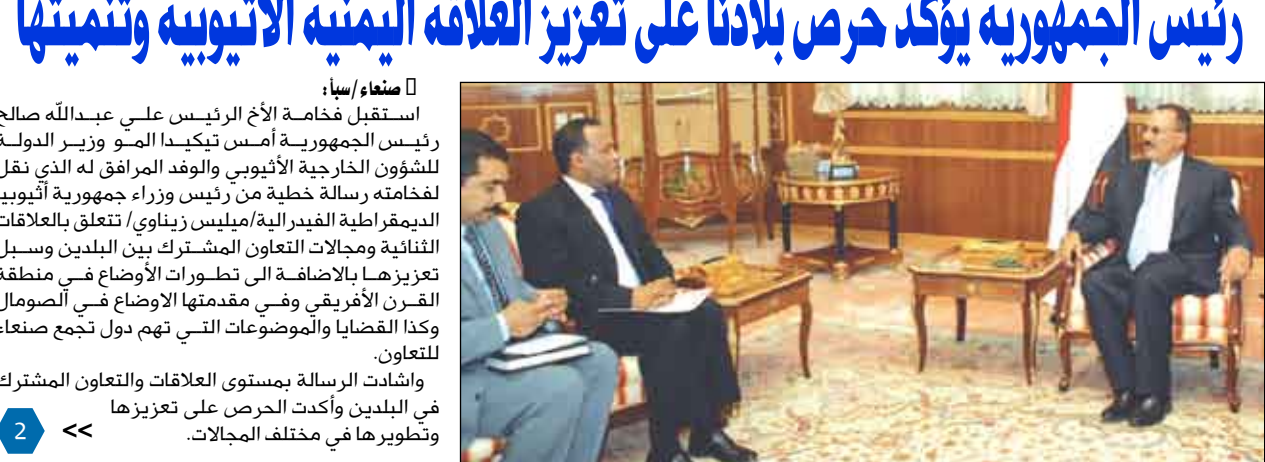 رئيس الجمهورية يؤكد حرص بلادنا على تعزيز العلاقة اليمنية الأثيوبية وتنميتها
صنعاء/سبأ:
استقبل فخامة الأخ الرئيس علي عبدالله صالح
رئيس الجمهورية أمس تيكيدا المو وزير الدولة
للشؤون الخارجية الأثيوبي والوفد المرافق له الذي نقل
لفخامته رسالة خطية من رئيس وزراء جمهورية أثيوبيا
الديمقراطية الفيدرالية/ميليس زيناوي/ تتعلق بالعلاقات
الثنائية ومجالات التعاون المشترك بين البلدين وسبل
تعزيزها بالاضافة الى تطورات الأوضاع في منطقة
القرن الأفريقي وفي مقدمتها الاوضاع في الصومال
وكذا القضايا والموضوعات التي تهم دول تجمع صنعاء
للتعاون.
واشادت الرسالة بمستوى العلاقات والتعاون المشترك
في البلدين وأكدت الحرص على تعزيزها
وتطويرها في مختلف المجالات.
>> 2